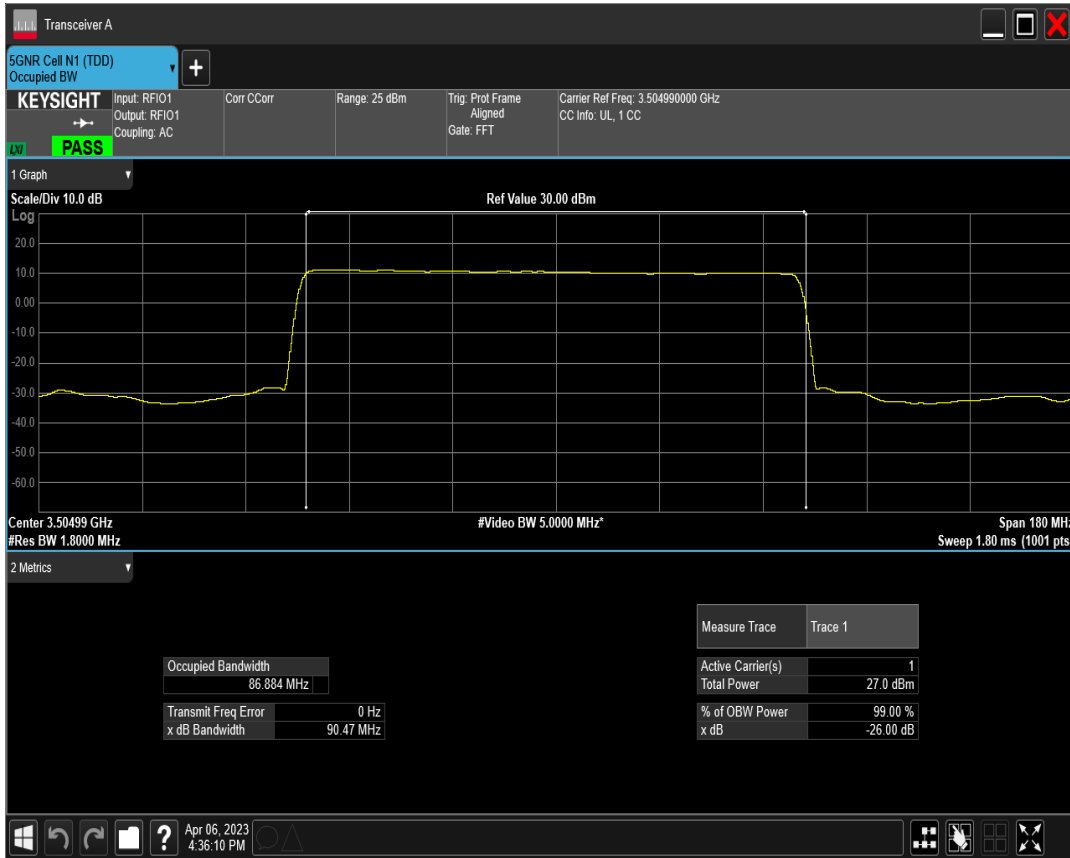 Transceiver A
5GNR Cell N1 (TDD)
Occupied BW
+
KEYSIGHT
LXI
PASS
Input: RFIO1
Output: RFIO1
Coupling: AC
Corr CCorr
Range: 25 dBm
Trig: Prot Frame
Aligned
Gate: FFT
Carrier Ref Freq: 3.504990000 GHz
CC Info: UL, 1 CC
1 Graph
Scale/Div 10.0 dB
Ref Value 30.00 dBm
Log
20.0
10.0
0.00
-10.0
-20.0
-30.0
-40.0
-50.0
-60.0
Center 3.50499 GHz
#Video BW 5.0000 MHz*
Span 180 MHz
#Res BW 1.8000 MHz
Sweep 1.80 ms (1001 pts
2 Metrics
Measure Trace Trace 1
Occupied Bandwidth
86.884 MHz
Active Carrier(s) 1
Total Power 27.0 dBm
Transmit Freq Error 0 Hz
x dB Bandwidth 90.47 MHz
% of OBW Power 99.00 %
x dB -26.00 dB
?
Apr 06, 2023
4:36:10 PM